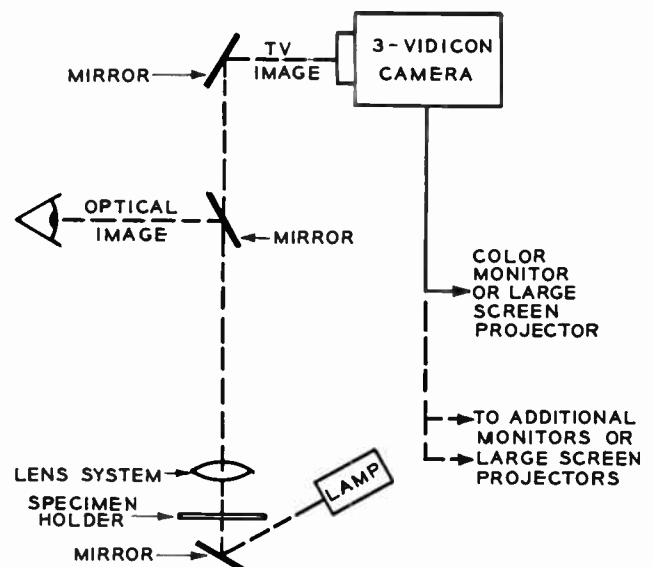 TV
IMAGE
3-VIDICON
CAMERA
MIRROR
OPTICAL
IMAGE
MIRROR
COLOR
MONITOR
OR LARGE
SCREEN
PROJECTOR
TO ADDITIONAL
MONITORS OR
LARGE SCREEN
PROJECTORS
LENS SYSTEM
LAMP
SPECIMEN
HOLDER
MIRROR